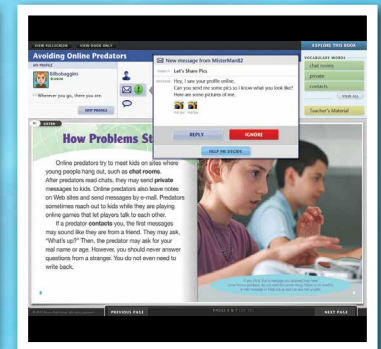 VIEW FULLSCREEN VIEW BOOK ONLY
EXPLORE THIS BOOK
Avoiding Online Predators
MY PROFILE
Bilbobaggins
Wherever you go, there you are.
EDIT PROFILE
New message from MisterMan82
SUBJECT: Let's Share Pics
MESSAGE: Hey, I saw your profile online.
Can you send me some pics so I know what you look like?
Here are some pictures of me.
REPLY
IGNORE
HELP ME DECIDE
VOCABULARY WORDS
chat rooms
private
contacts
VIEW ALL
Teacher's Material
LISTEN
How Problems St
Online predators try to meet kids on sites where
young people hang out, such as chat rooms.
After predators read chats, they may send private
messages to kids. Online predators also leave notes
on Web sites and send messages by e-mail. Predators
sometimes reach out to kids while they are playing
online games that let players talk to each other.
If a predator contacts you, the first messages
may sound like they are from a friend. They may ask,
"What's up?" Then, the predator may ask for your
real name or age. However, you should never answer
questions from a stranger. You do not even need to
write back.
PREVIOUS PAGE
PAGES 6 & 7
NEXT PAGE